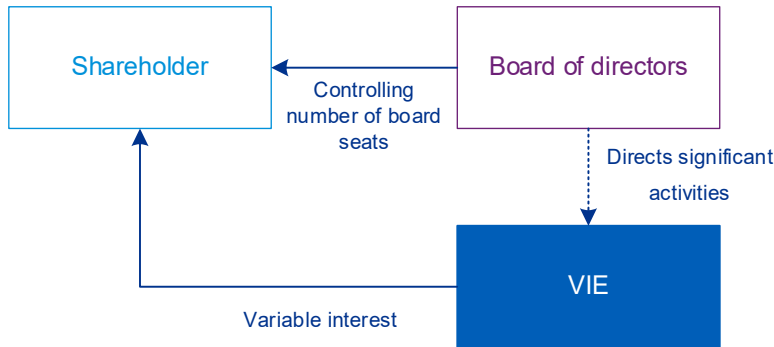 Shareholder
Board of directors
Controlling
number of board
seats
Directs significant
activities
VIE
Variable interest